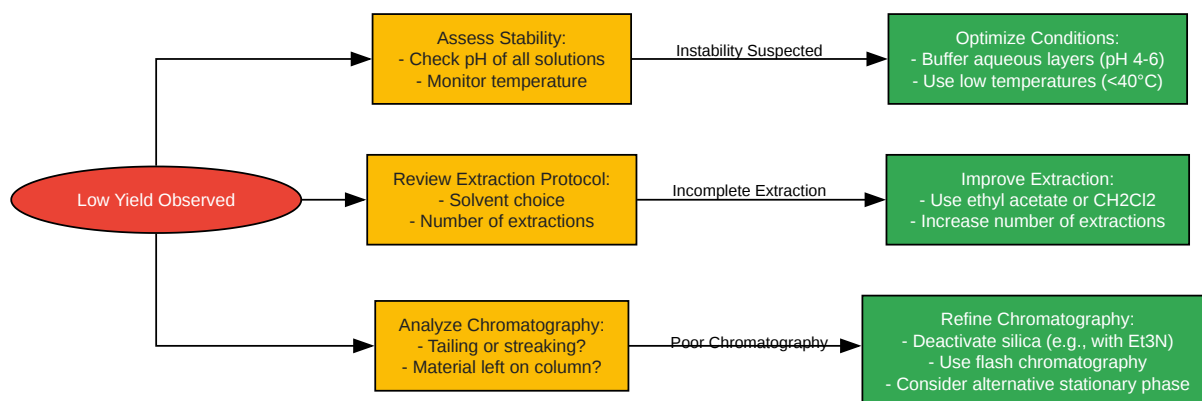 Assess Stability:
- Check pH of all solutions
- Monitor temperature
Instability Suspected
Optimize Conditions:
- Buffer aqueous layers (pH 4-6)
- Use low temperatures (<40°C)
Low Yield Observed
Review Extraction Protocol:
- Solvent choice
- Number of extractions
Incomplete Extraction
Improve Extraction:
- Use ethyl acetate or CH2Cl2
- Increase number of extractions
Analyze Chromatography:
- Tailing or streaking?
- Material left on column?
Poor Chromatography
Refine Chromatography:
- Deactivate silica (e.g., with Et3N)
- Use flash chromatography
- Consider alternative stationary phase